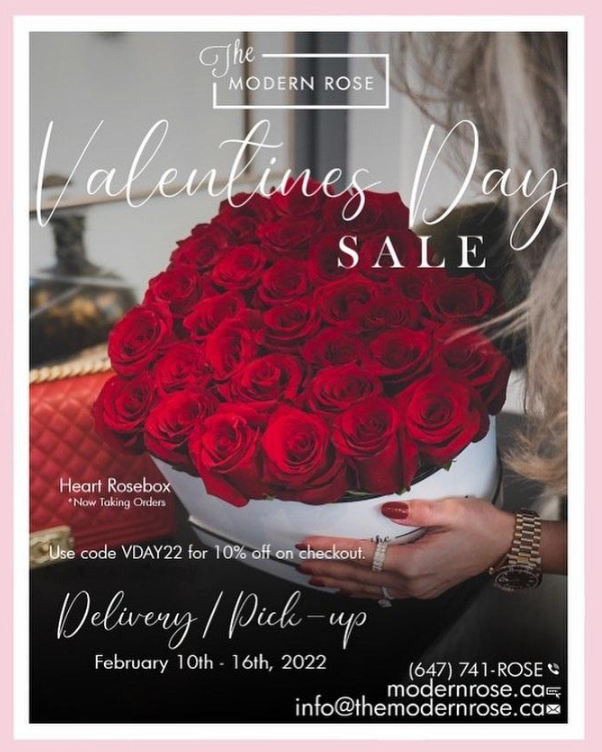 The
MODERN ROSE
Valentines Day
SALE
Heart Rosebox
*Now Taking Orders
Use code VDAY22 for 10% off on checkout.
Delivery / Pick-up
February 10th - 16th, 2022
(647) 741-ROSE
modernrose.ca
info@themodernrose.ca